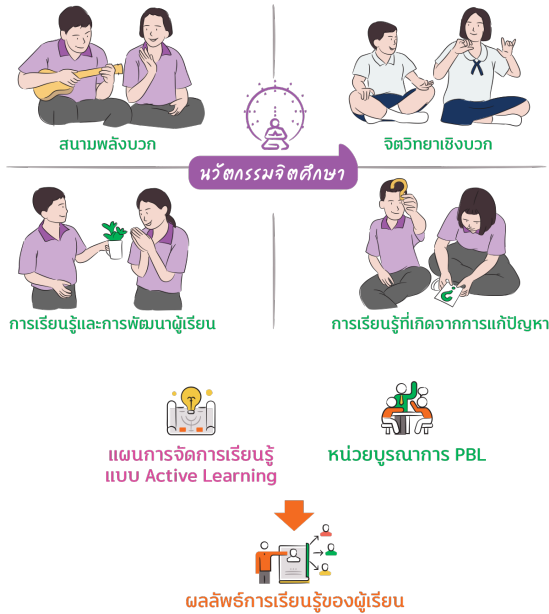 สนามพลังบวก
จิตวิทยาเชิงบวก
นวัตกรรมจิตศึกษา
การเรียนรู้และการพัฒนาผู้เรียน
การเรียนรู้ที่เกิดจากการแก้ปัญหา
แผนการจัดการเรียนรู้
แบบ Active Learning
หน่วยบูรณาการ PBL
ผลลัพธ์การเรียนรู้ของผู้เรียน